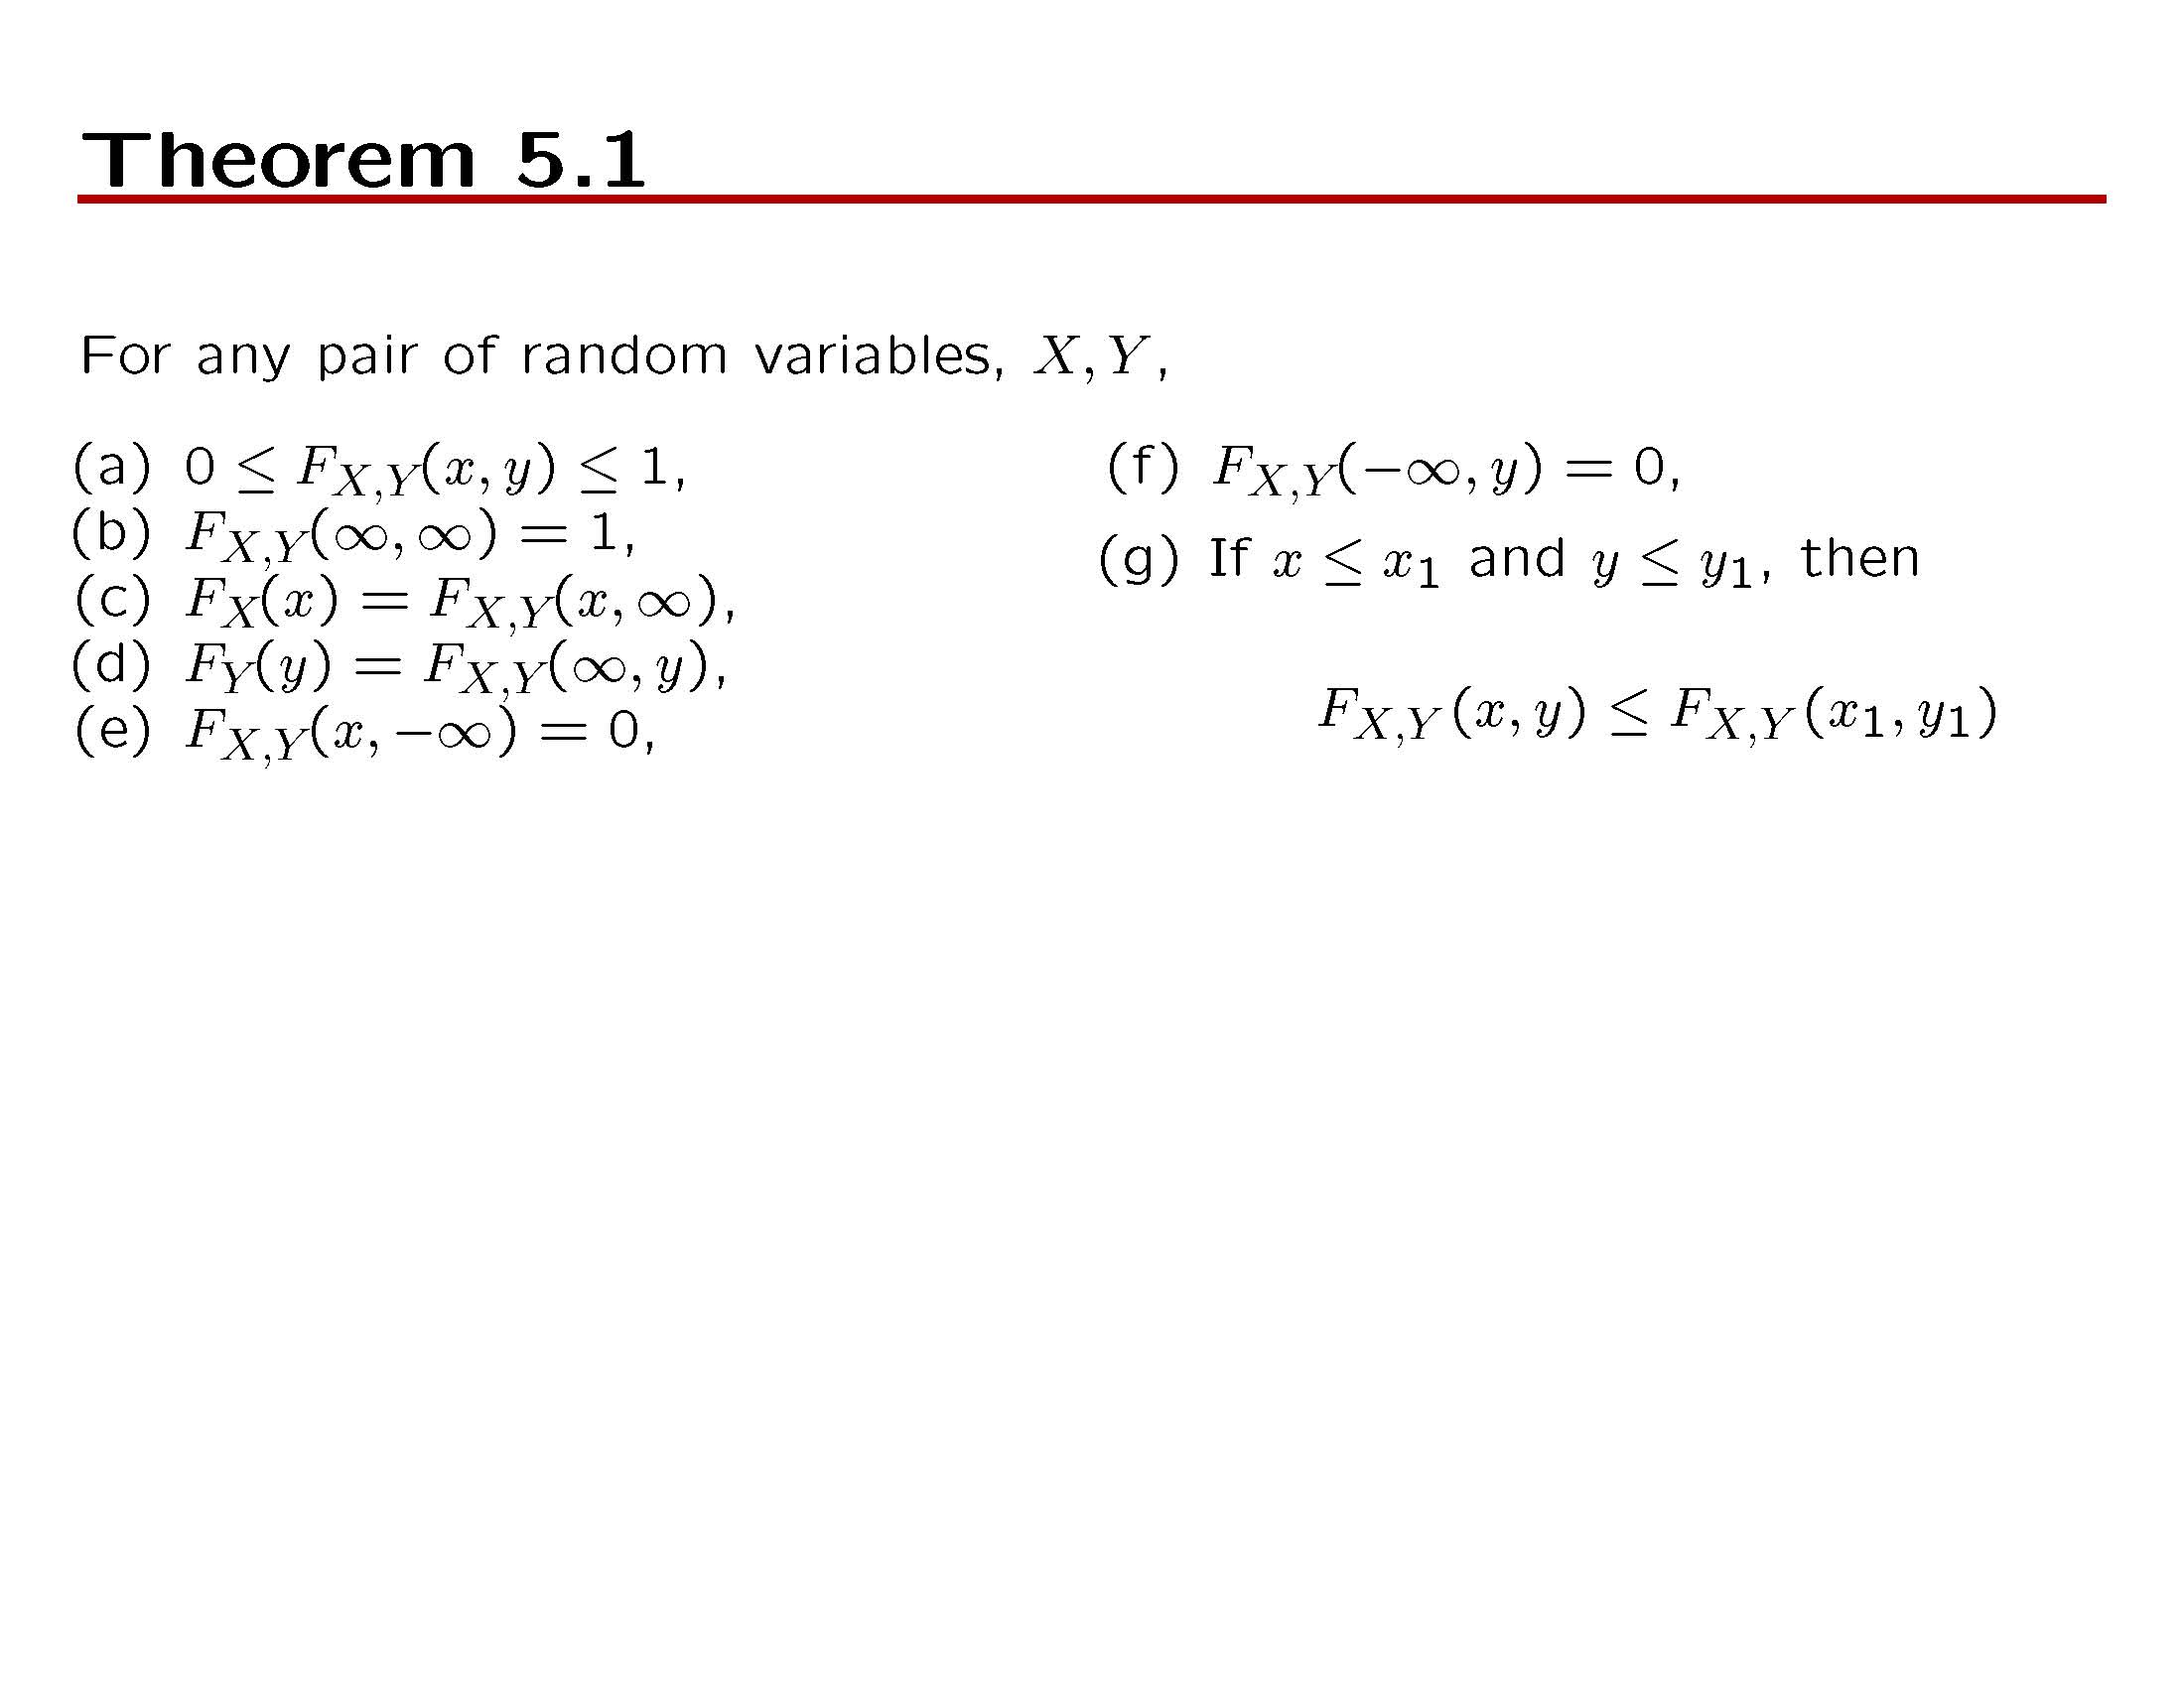 Theorem 5.1
For any pair of random variables, X, Y,
(a) 0 ≤ F_{X,Y}(x, y) ≤ 1,
(b) F_{X,Y}(∞, ∞) = 1,
(c) F_X(x) = F_{X,Y}(x, ∞),
(d) F_Y(y) = F_{X,Y}(∞, y),
(e) F_{X,Y}(x, −∞) = 0,
(f) F_{X,Y}(−∞, y) = 0,
(g) If x ≤ x_1 and y ≤ y_1, then
F_{X,Y}(x, y) ≤ F_{X,Y}(x_1, y_1)